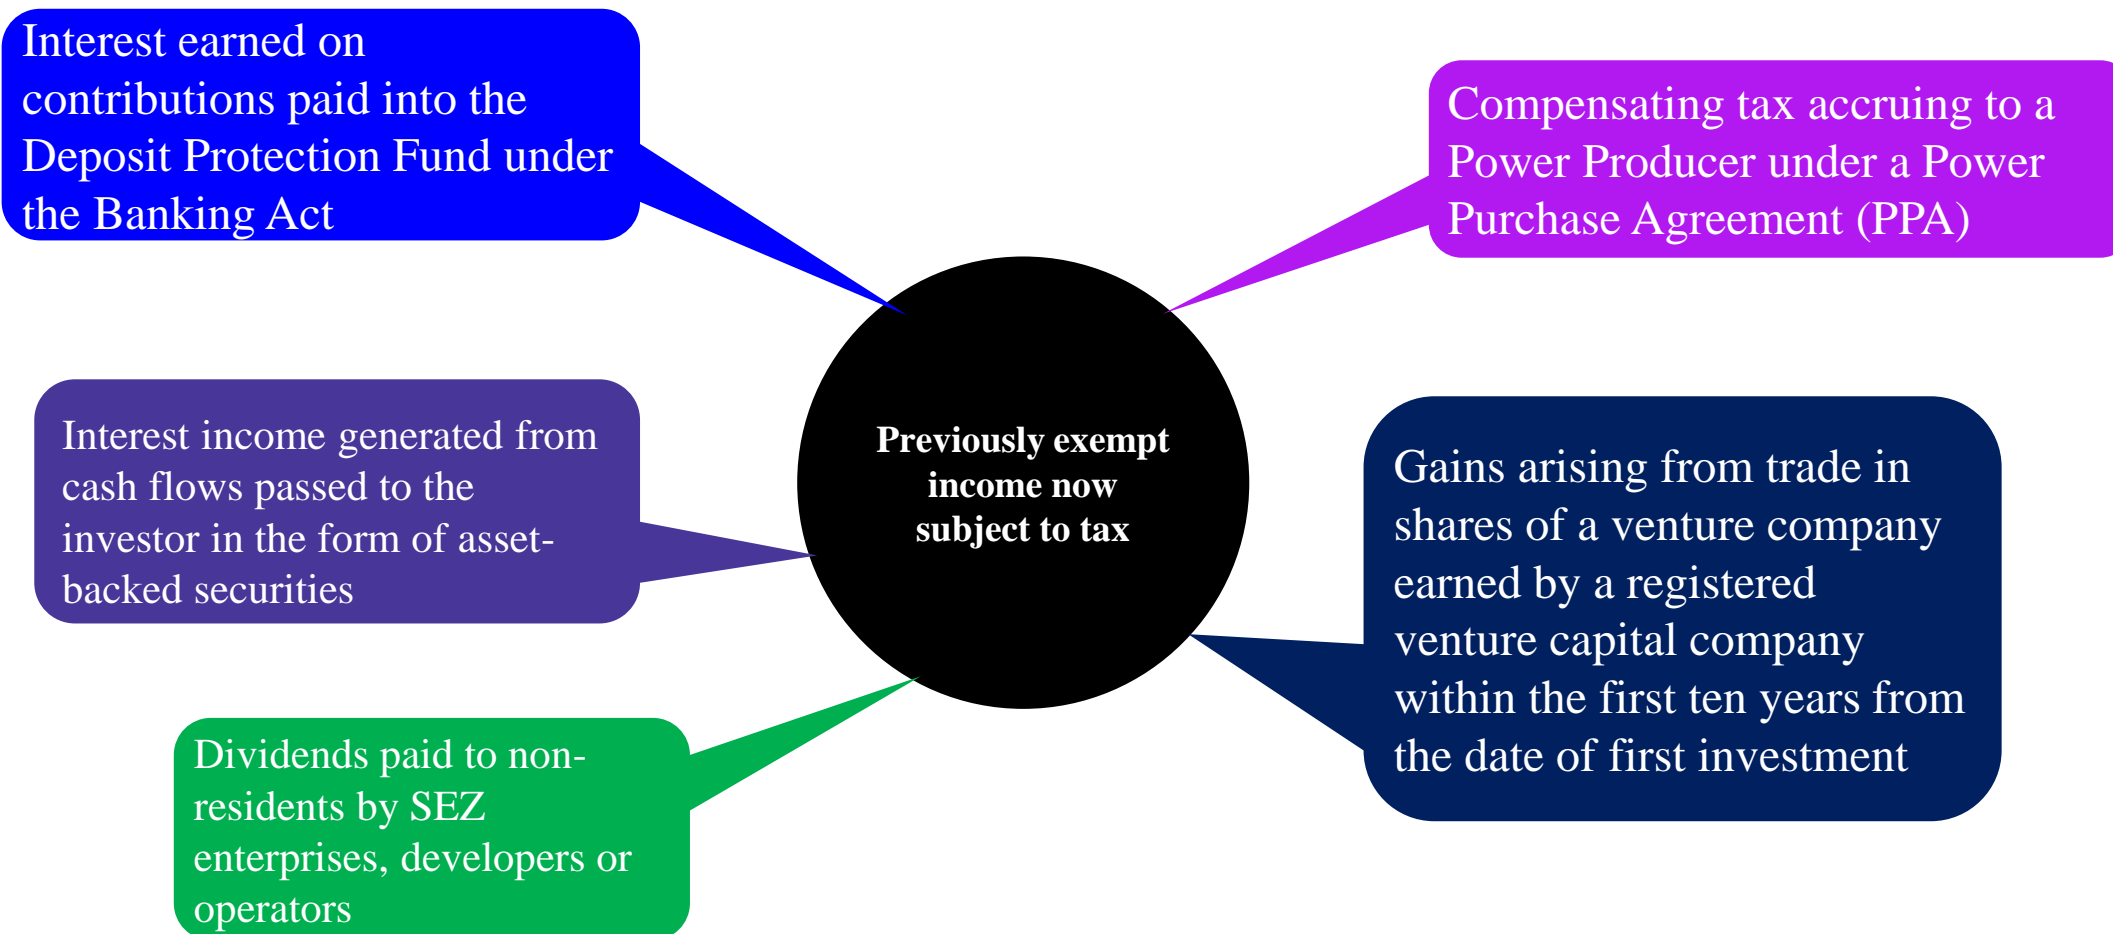 Interest earned on
contributions paid into the
Deposit Protection Fund under
the Banking Act
Compensating tax accruing to a
Power Producer under a Power
Purchase Agreement (PPA)
Previously exempt
income now
subject to tax
Interest income generated from
cash flows passed to the
investor in the form of asset-
backed securities
Gains arising from trade in
shares of a venture company
earned by a registered
venture capital company
within the first ten years from
the date of first investment
Dividends paid to non-
residents by SEZ
enterprises, developers or
operators